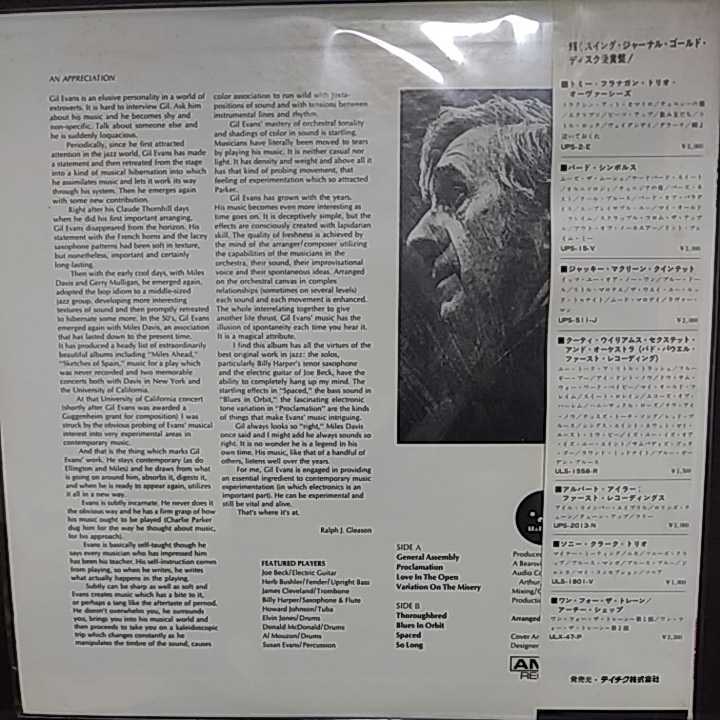 AN APPRECIATION
Gil Evans is an elusive personality in a world of
extroverts. It is hard to interview Gil. Ask him
about his music and he becomes shy and
non-specific. Talk about someone else and
he is suddenly loquacious.
Periodically, since he first attracted
attention in the jazz world, Gil Evans has made
a statement and then retreated from the stage
into a kind of musical hibernation into which
he assimilates music and lets it work its way
through his system. Then he emerges again
with some new contribution.
Right after his Claude Thornhill days
when he did his first important arranging,
Gil Evans disappeared from the horizon. His
statement with the French horns and the lacey
saxophone patterns had been soft in texture,
but nonetheless, important and certainly
long-lasting.
Then with the early cool days, with Miles
Davis and Gerry Mulligan, he emerged again,
adopted the bop idiom to a middle-sized
jazz group, developing more interesting
textures of sound and then promptly retreated
to hibernate some more. In the 50's, Gil Evans
emerged again with Miles Davis, an association
that has lasted down to the present time.
It has produced a heady list of extraordinarily
beautiful albums including "Miles Ahead,"
"Sketches of Spain," music for a play which
was never recorded and two memorable
concerts both with Davis in New York and
the University of California.
At that University of California concert
(shortly after Gil Evans was awarded a
Guggenheim grant for composition) I was
struck by the obvious probing of Evans' musical
interest into very experimental areas in
contemporary music.
And that is the thing which marks Gil
Evans' work. He stays contemporary (as do
Ellington and Miles) and he draws from what
is going on around him, absorbs it, digests it,
and when he is ready to appear again, utilizes
it all in a new way.
Evans is subtly incarnate. He never does it
the obvious way and he has a firm grasp of how
his music ought to be played (Charlie Parker
dug him for the way he thought about music,
for his approach).
Evans is basically self-taught though he
says every musician who has impressed him
has been his teacher. His self-instruction comes
from playing, so when he writes, he writes
what actually happens in the playing.
Subtly can be sharp as well as soft and
Evans creates music which has a bite to it,
or perhaps a tang like the aftertaste of pernod.
He doesn't overwhelm you, he surrounds
you, brings you into his musical world and
then proceeds to take you on a kaleidoscopic
trip which changes constantly as he
manipulates the timbre of the sound, causes
color association to run wild with juxta-
positions of sound and with tensions between
instrumental lines and rhythm.
Gil Evans' mastery of orchestral tonality
and shadings of color in sound is startling.
Musicians have literally been moved to tears
by playing his music. It is neither casual nor
light. It has density and weight and above all it
has that kind of probing movement, that
feeling of experimentation which so attracted
Parker.
Gil Evans has grown with the years.
His music becomes even more interesting as
time goes on. It is deceptively simple, but the
effects are consciously created with lapidarian
skill. The quality of freshness is achieved by
the mind of the arranger/composer utilizing
the capabilities of the musicians in the
orchestra, their sound, their improvisational
voice and their spontaneous ideas. Arranged
on the orchestral canvas in complex
relationships (sometimes on several levels)
each sound and each movement is enhanced.
The whole interrelating together to give
another life thrust. Gil Evans' music has the
illusion of spontaneity each time you hear it.
It is a magical attribute.
I find this album has all the virtues of the
best original work in jazz: the solos,
particularly Billy Harper's tenor saxophone
and the electric guitar of Joe Beck, have the
ability to completely hang up my mind. The
startling effects in "Spaced," the bass sound in
"Blues in Orbit," the fascinating electronic
tone variation in "Proclamation" are the kinds
of things that make Evans' music intriguing.
Gil always looks so "right," Miles Davis
once said and I might add he always sounds so
right. It is no wonder he is a legend in his
own time. His music, like that of a handful of
others, listens well over the years.
For me, Gil Evans is engaged in providing
an essential ingredient to contemporary music
experimentation (in which electronics is an
important part). He can be experimental and
still be vital and alive.
That's where it's at.
Ralph J. Gleason
FEATURED PLAYERS
Joe Beck/Electric Guitar
Herb Bushler/Fender/Upright Bass
James Cleveland/Trombone
Billy Harper/Saxophone & Flute
Howard Johnson/Tuba
Elvin Jones/Drums
Donald McDonald/Drums
Al Mouzon/Drums
Susan Evans/Percussion
SIDE A
General Assembly
Proclamation
Love In The Open
Variation On The Misery
SIDE B
Thoroughbred
Blues In Orbit
Spaced
So Long
Produced
A Bearsv
Audio Co
Arthur,
Mixing/C
Productio
Arranged
Cover Ar
Designer
AM
RE
スイング・ジャーナル・ゴールド・
ディスク受賞盤!
■トミー・フラナガン・トリオ・
オーヴァーシーズ
UPS-2-E
■バード・シンボルス
UPS-15-V
■ジャッキー・マクリーン・クインテット
UPS-511-J
■クーティ・ウイリアムス・セクステット・
アンド・オーケストラ(バド・パウエル・
ファースト・レコーディング)
ULS-1558-R ¥1,500
■アルバート・アイラー:
ファースト・レコーディングス
UPS-2013-N
■ソニー・クラーク・トリオ
ULS-1801-V
■ワン・フォー・ザ・トレーン/
アーチー・シェップ
ULX-47-P
発売元・テイチク株式会社